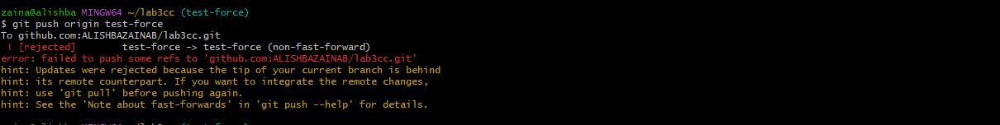 zaina@alishba MINGW64 ~/lab3cc (test-force)
$ git push origin test-force
To github.com:ALISHBAZAINAB/lab3cc.git
 ! [rejected]        test-force -> test-force (non-fast-forward)
error: failed to push some refs to 'github.com:ALISHBAZAINAB/lab3cc.git'
hint: Updates were rejected because the tip of your current branch is behind
hint: its remote counterpart. If you want to integrate the remote changes,
hint: use 'git pull' before pushing again.
hint: See the 'Note about fast-forwards' in 'git push --help' for details.